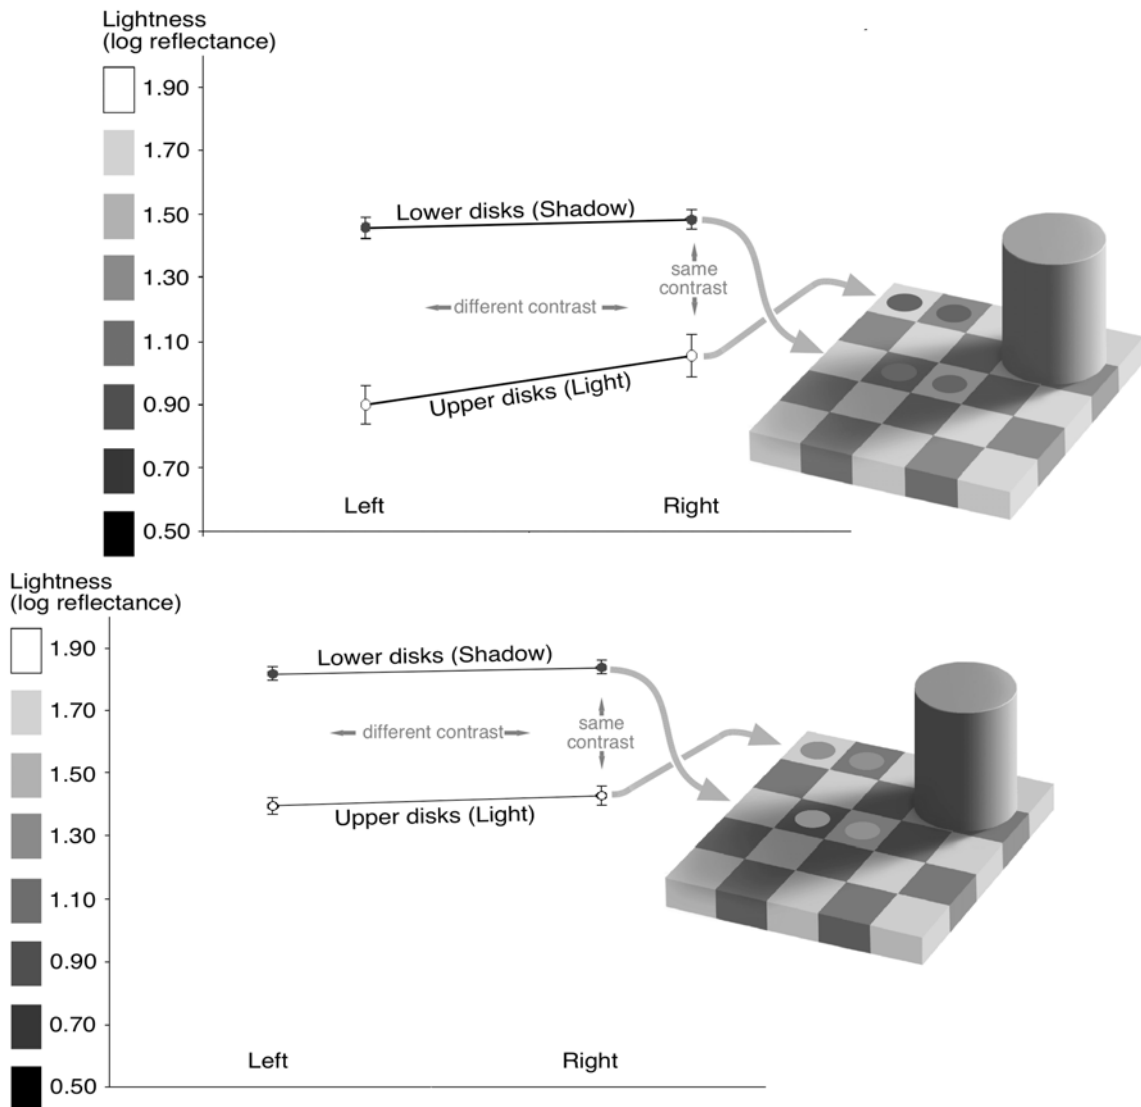 Lightness
(log reflectance)
1.90
1.70
1.50
1.30
1.10
0.90
0.70
0.50
Lower disks (Shadow)
same
contrast
different contrast
Upper disks (Light)
Left
Right
Lightness
(log reflectance)
1.90
1.70
1.50
1.30
1.10
0.90
0.70
0.50
Lower disks (Shadow)
different contrast
same
contrast
Upper disks (Light)
Left
Right